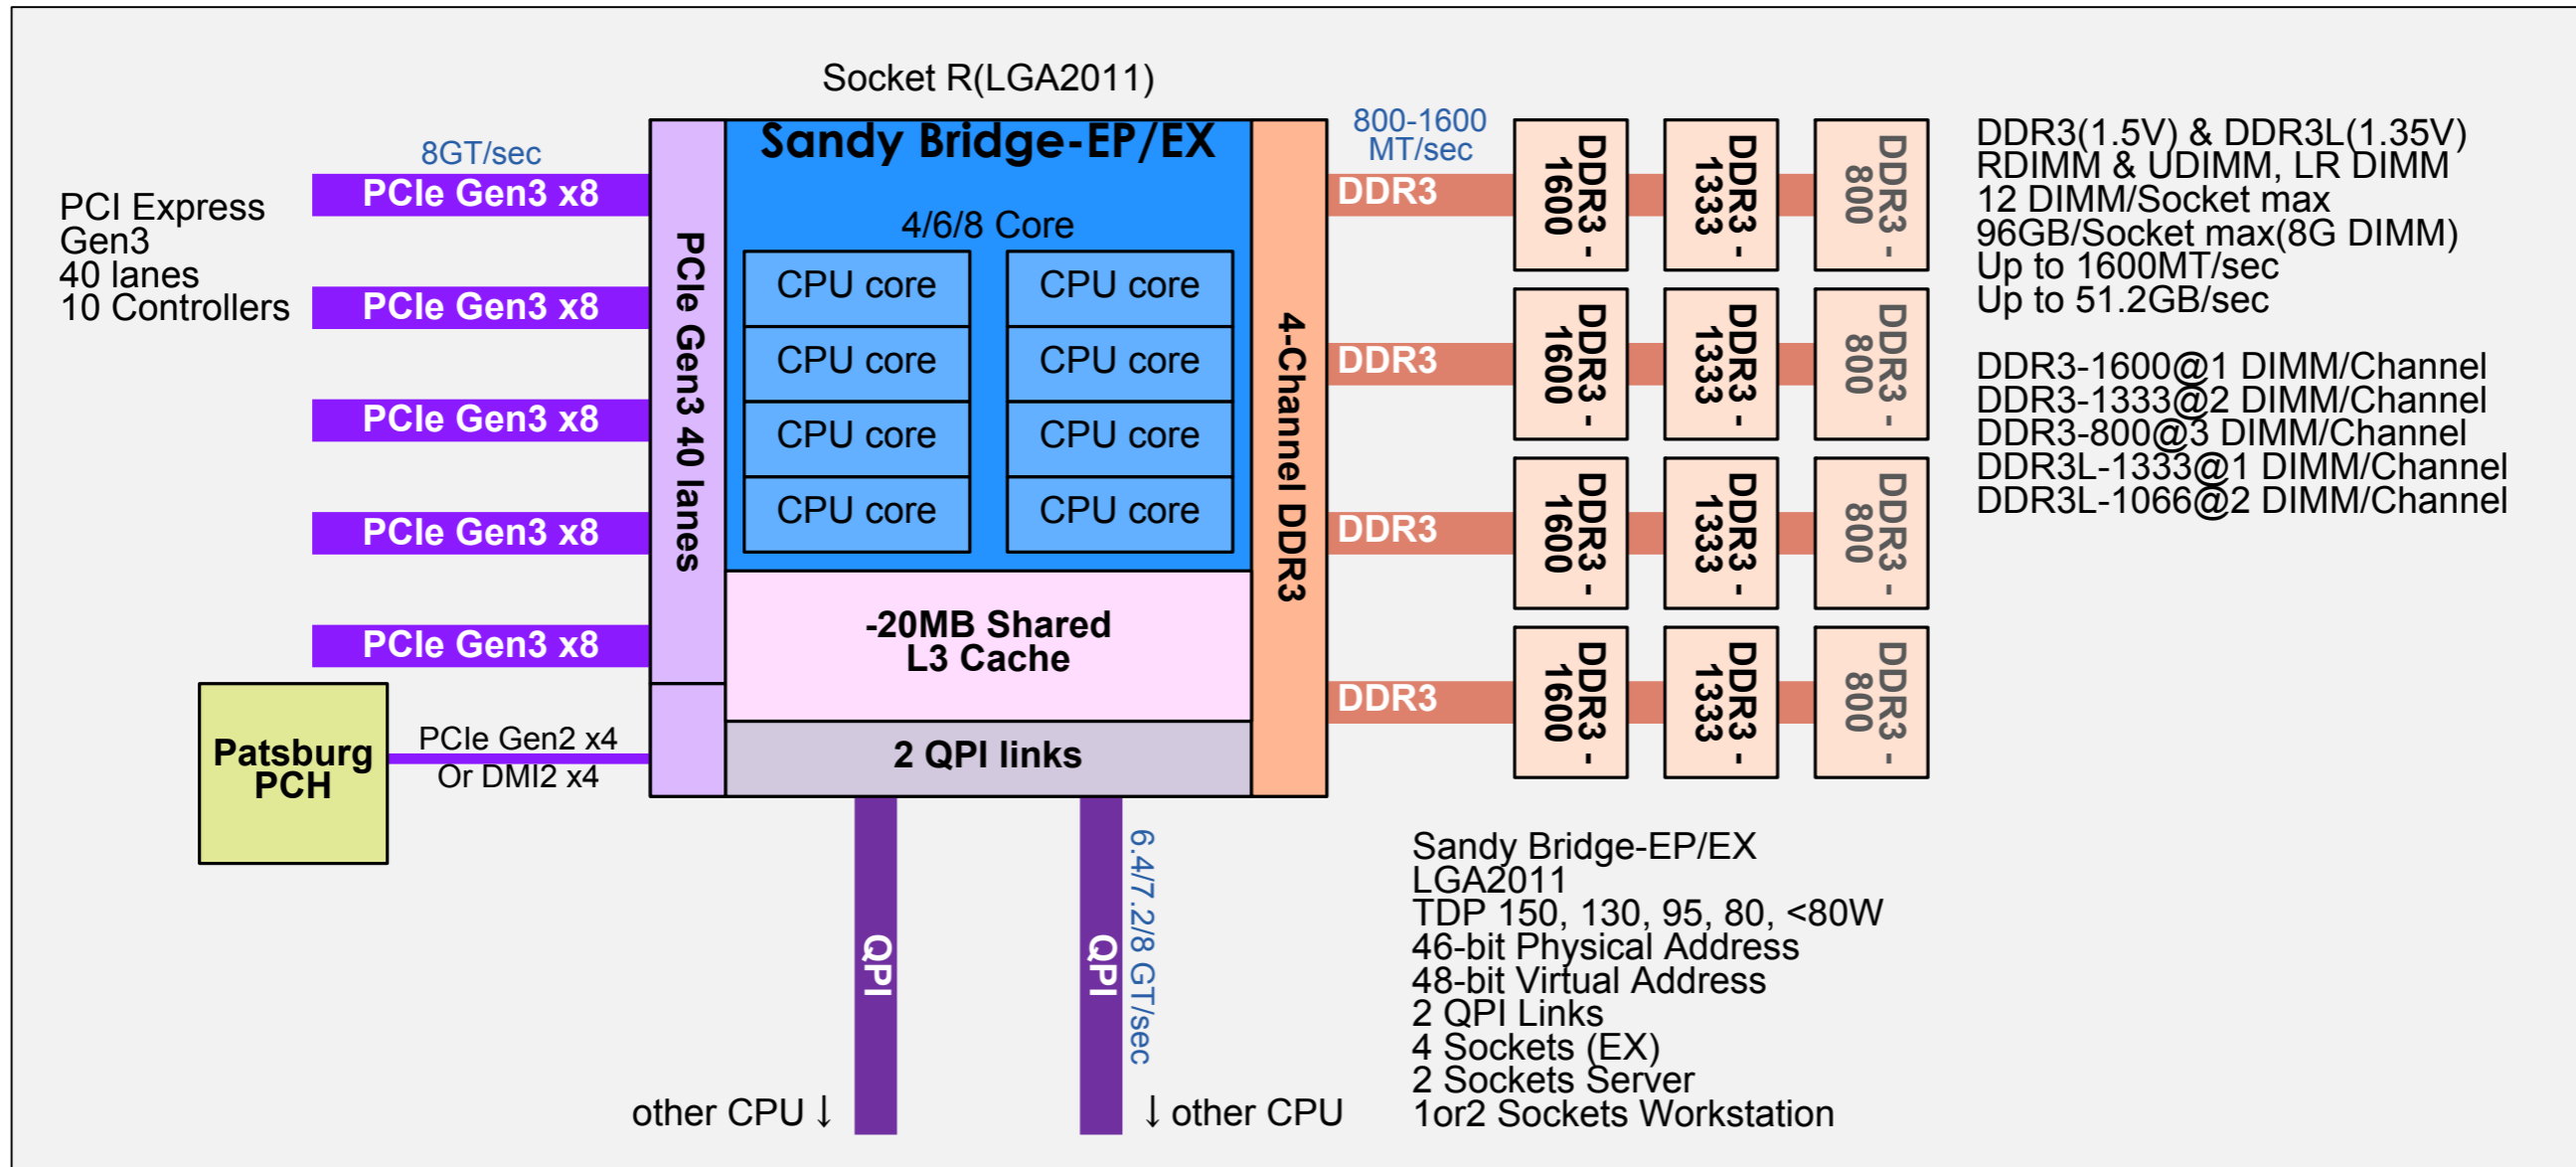 Socket R(LGA2011)
Sandy Bridge-EP/EX
8GT/sec
PCIe Gen3 x8
PCI Express
Gen3
40 lanes
10 Controllers
PCIe Gen3 x8
PCIe Gen3 x8
PCIe Gen3 x8
PCIe Gen3 x8
PCIe Gen3 40 lanes
4/6/8 Core
CPU core
CPU core
CPU core
CPU core
CPU core
CPU core
CPU core
CPU core
-20MB Shared
L3 Cache
2 QPI links
4-Channel DDR3
Patsburg
PCH
PCIe Gen2 x4
Or DMI2 x4
800-1600
MT/sec
DDR3
DDR3 -
1600
DDR3 -
1333
DDR3 -
800
DDR3
DDR3 -
1600
DDR3 -
1333
DDR3 -
800
DDR3
DDR3 -
1600
DDR3 -
1333
DDR3 -
800
DDR3
DDR3 -
1600
DDR3 -
1333
DDR3 -
800
DDR3(1.5V) & DDR3L(1.35V)
RDIMM & UDIMM, LR DIMM
12 DIMM/Socket max
96GB/Socket max(8G DIMM)
Up to 1600MT/sec
Up to 51.2GB/sec
DDR3-1600@1 DIMM/Channel
DDR3-1333@2 DIMM/Channel
DDR3-800@3 DIMM/Channel
DDR3L-1333@1 DIMM/Channel
DDR3L-1066@2 DIMM/Channel
QPI
QPI
6.4/7.2/8 GT/sec
other CPU ↓
↓ other CPU
Sandy Bridge-EP/EX
LGA2011
TDP 150, 130, 95, 80, <80W
46-bit Physical Address
48-bit Virtual Address
2 QPI Links
4 Sockets (EX)
2 Sockets Server
1or2 Sockets Workstation